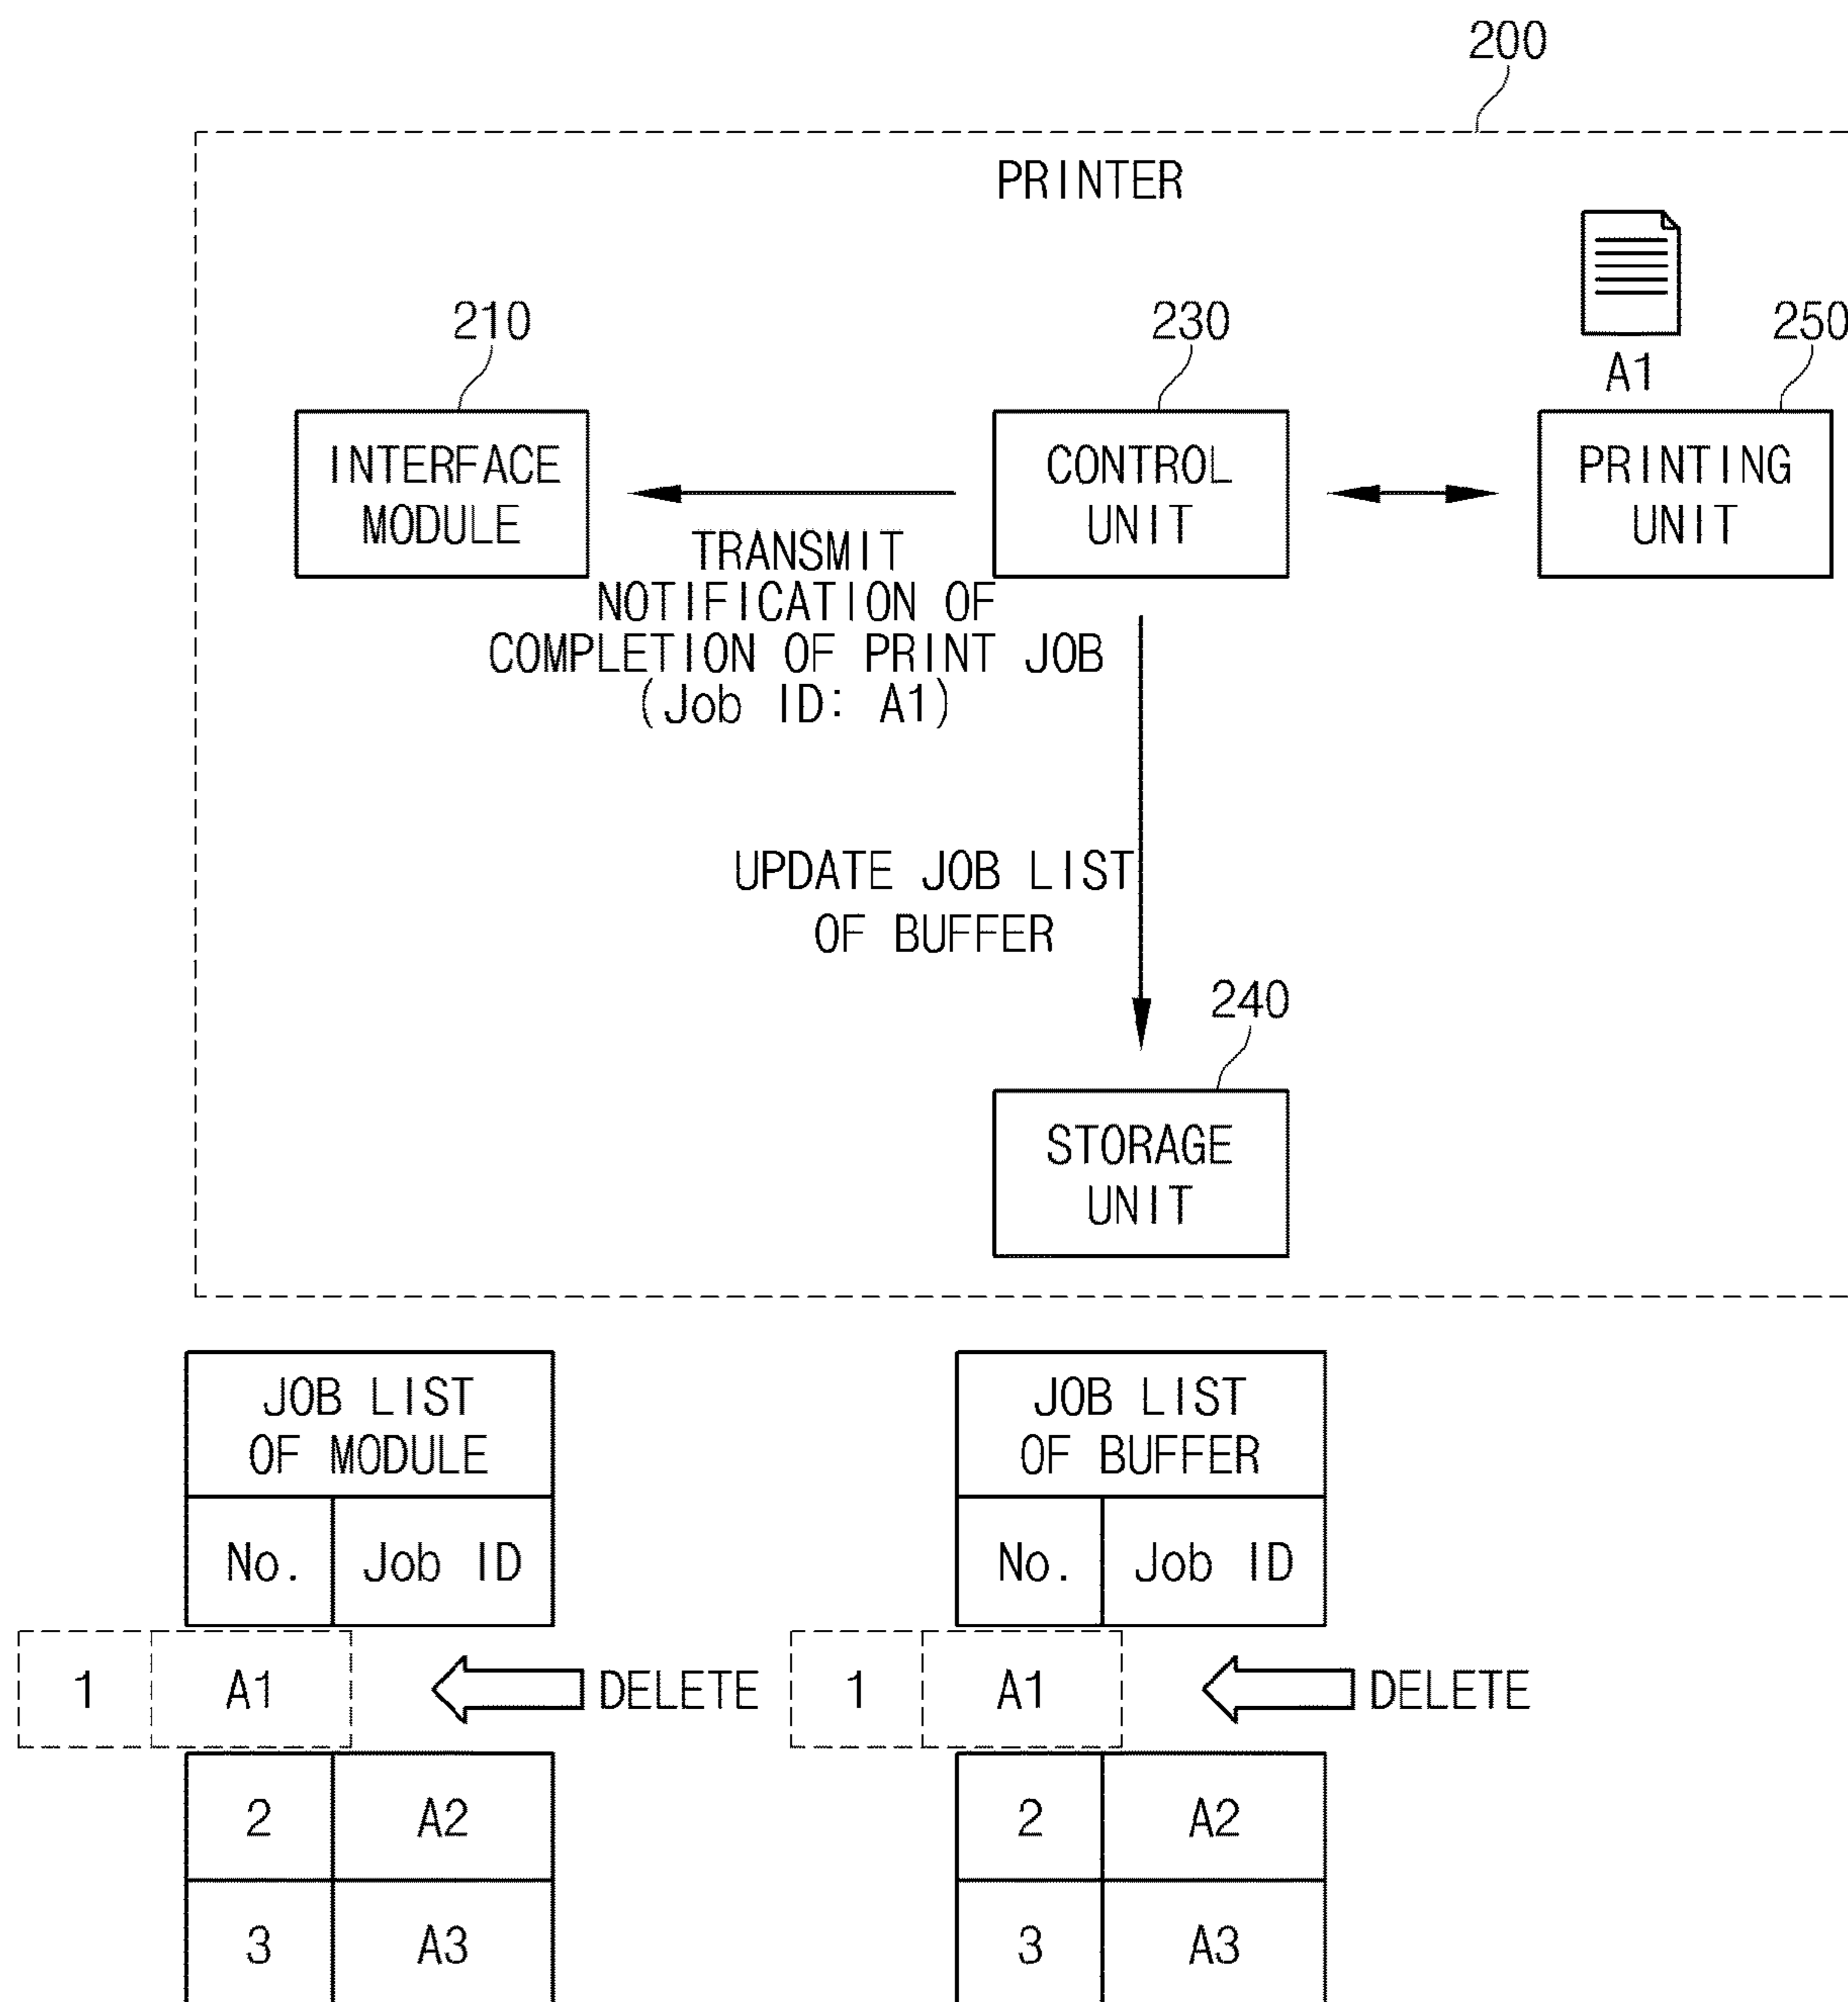 200
PRINTER
210
230
A1
250
INTERFACE
MODULE
CONTROL
UNIT
PRINTING
UNIT
TRANSMIT
NOTIFICATION OF
COMPLETION OF PRINT JOB
(Job ID: A1)
UPDATE JOB LIST
OF BUFFER
240
STORAGE
UNIT
JOB LIST
OF MODULE
No. Job ID
1 A1 DELETE
2 A2
3 A3
JOB LIST
OF BUFFER
No. Job ID
1 A1 DELETE
2 A2
3 A3